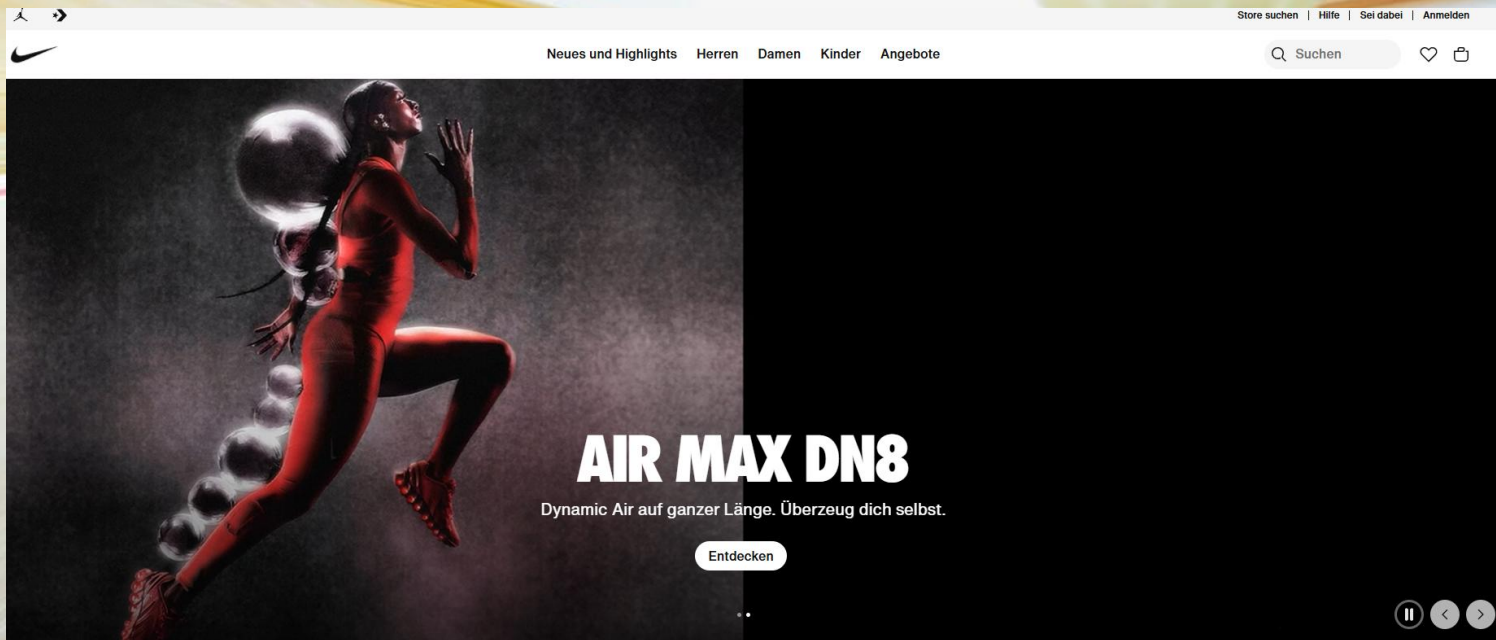 Store suchen | Hilfe | Sei dabei | Anmelden
Neues und Highlights Herren Damen Kinder Angebote
Suchen
AIR MAX DN8
Dynamic Air auf ganzer Länge. Überzeug dich selbst.
Entdecken